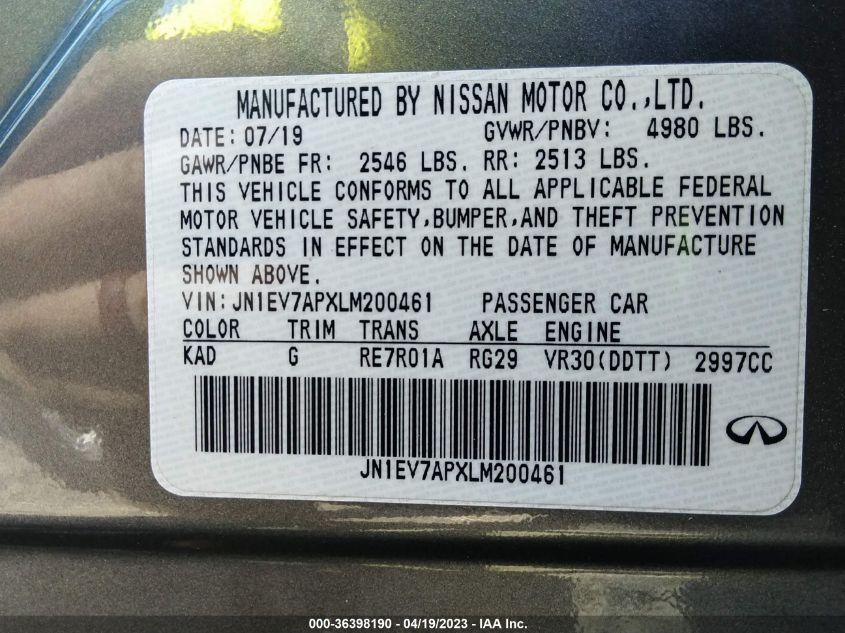 MANUFACTURED BY NISSAN MOTOR CO.,LTD.
DATE: 07/19 GVWR/PNBV: 4980 LBS.
GAWR/PNBE FR: 2546 LBS. RR: 2513 LBS.
THIS VEHICLE CONFORMS TO ALL APPLICABLE FEDERAL
MOTOR VEHICLE SAFETY,BUMPER,AND THEFT PREVENTION
STANDARDS IN EFFECT ON THE DATE OF MANUFACTURE
SHOWN ABOVE.
VIN:JN1EV7APXLM200461 PASSENGER CAR
COLOR TRIM TRANS AXLE ENGINE
KAD G RE7R01A RG29 VR30(DDTT) 2997CC
JN1EV7APXLM200461
000-36398190 - 04/19/2023 - IAA Inc.